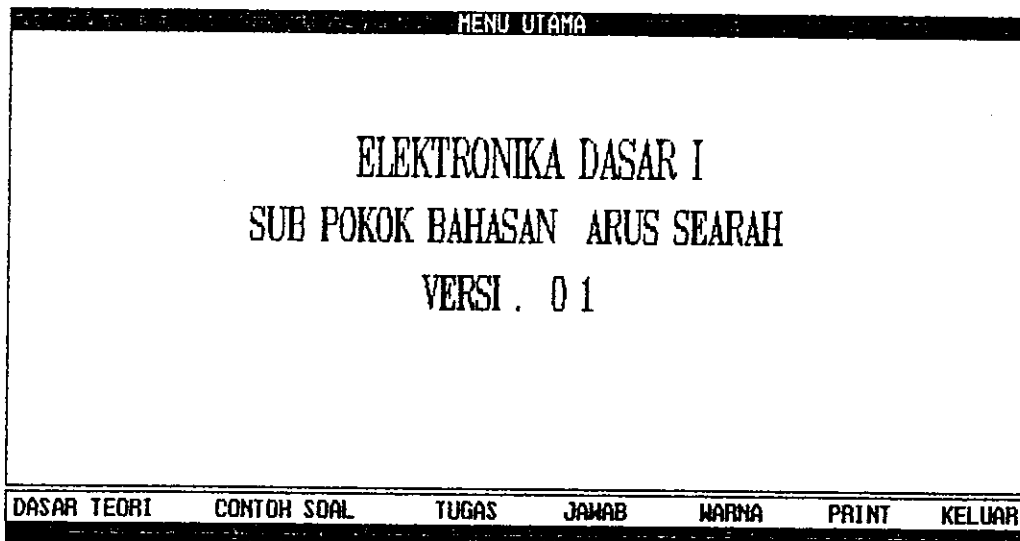 MENU UTAMA
ELEKTRONIKA DASAR I
SUB POKOK BAHASAN ARUS SEARAH
VERSI . 0 1
DASAR TEORI CONTOH SOAL TUGAS JAWAB WARNA PRINT KELUAR